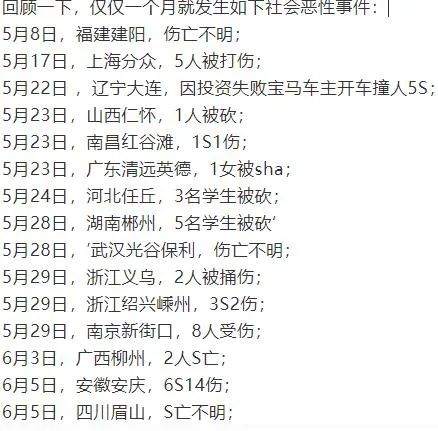 回顾一下，仅仅一个月就发生如下社会恶性事件：
5月8日，福建建阳，伤亡不明；
5月17日，上海分众，5人被打伤；
5月22日 ，辽宁大连，因投资失败宝马车主开车撞人5S；
5月23日，山西仁怀，1人被砍；
5月23日，南昌红谷滩，1S1伤；
5月23日，广东清远英德，1女被sha；
5月24日，河北任丘，3名学生被砍；
5月28日，湖南郴州，5名学生被砍‘
5月28日，’武汉光谷保利，伤亡不明；
5月29日，浙江义乌，2人被捅伤；
5月29日，浙江绍兴嵊州，3S2伤；
5月29日，南京新街口，8人受伤；
6月3日，广西柳州，2人S亡；
6月5日，安徽安庆，6S14伤；
6月5日，四川眉山，S亡不明；